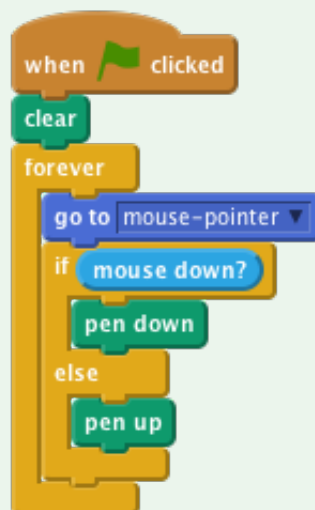 when clicked
clear
forever
go to mouse-pointer
if mouse down?
pen down
else
pen up